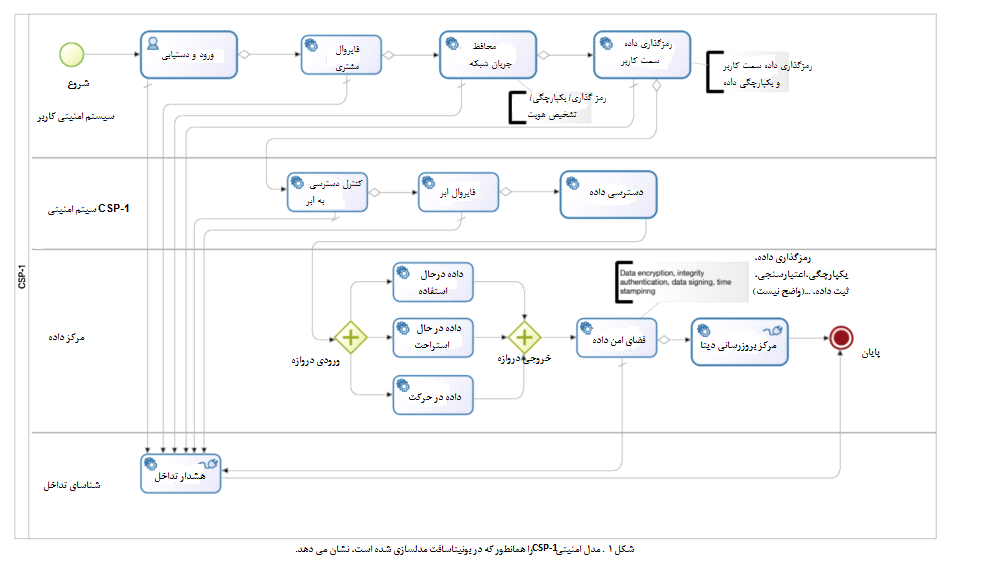 CSP-1
سیستم امنیتی کاربر
شروع
ورود و دستیابی
فایروال
مشتری
محافظ
جریان شبکه
رمز گذاری/ یکپارچگی/
تشخیص هویت
رمزگذاری داده
سمت کاربر
رمزگذاری داده سمت کاربر
و یکپارچگی داده
سیتم امنیتی CSP-1
کنترل دسترسی
به ابر
فایروال ابر
دسترسی داده
مرکز داده
ورودی دروازه
داده درحال
استفاده
داده در حال
استراحت
داده در حرکت
خروجی دروازه
Data encryption, integrity
authentication, data signing, time
stampinng
رمزگذاری داده،
یکپارچگی،اعتبارسنجی،
ثبت داده، ...(واضح نیست)
فضای امن داده
مرکز بروزرسانی دیتا
پایان
شناسای تداخل
هشدار تداخل
شکل ۱ . مدل امنیتیCSP-1را همانطور که در بونیتاسافت مدلسازی شده است، نشان می دهد.